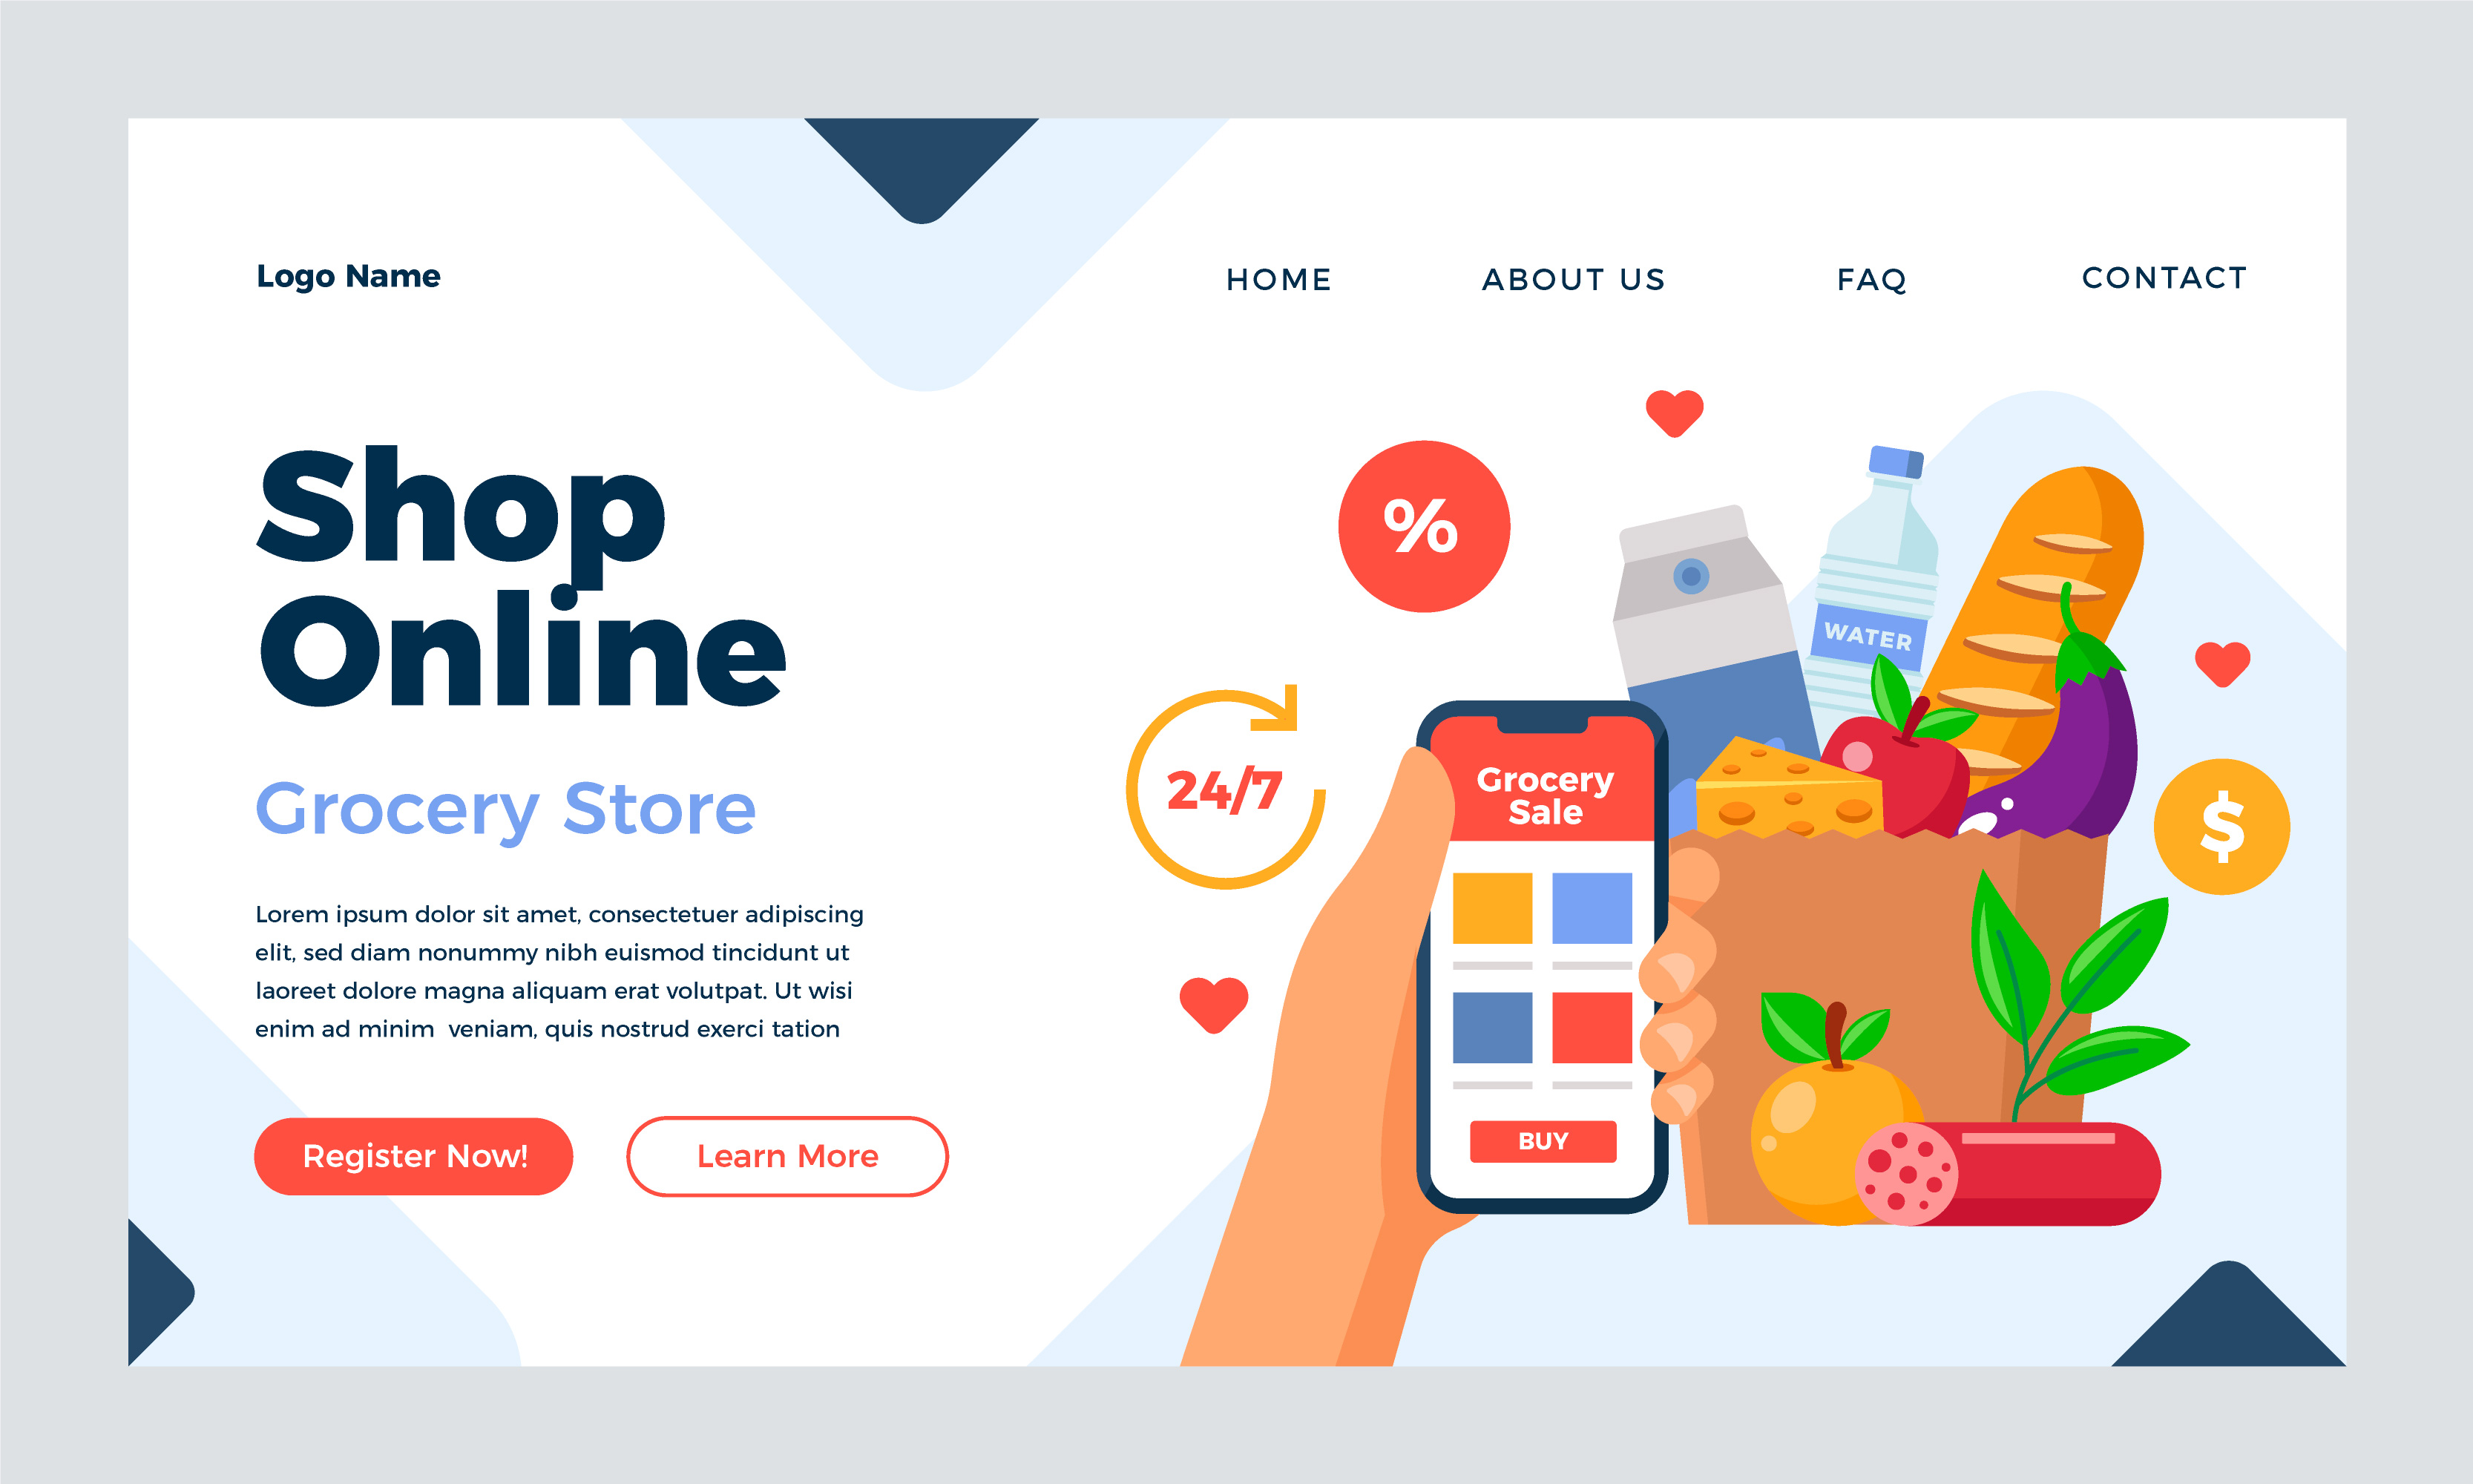 Logo Name
HOME
ABOUT US
FAQ
CONTACT
Shop
Online
Grocery Store
Lorem ipsum dolor sit amet, consectetuer adipiscing
elit, sed diam nonummy nibh euismod tincidunt ut
laoreet dolore magna aliquam erat volutpat. Ut wisi
enim ad minim  veniam, quis nostrud exerci tation
Register Now!
Learn More
%
24/7
WATER
Grocery
Sale
BUY
$